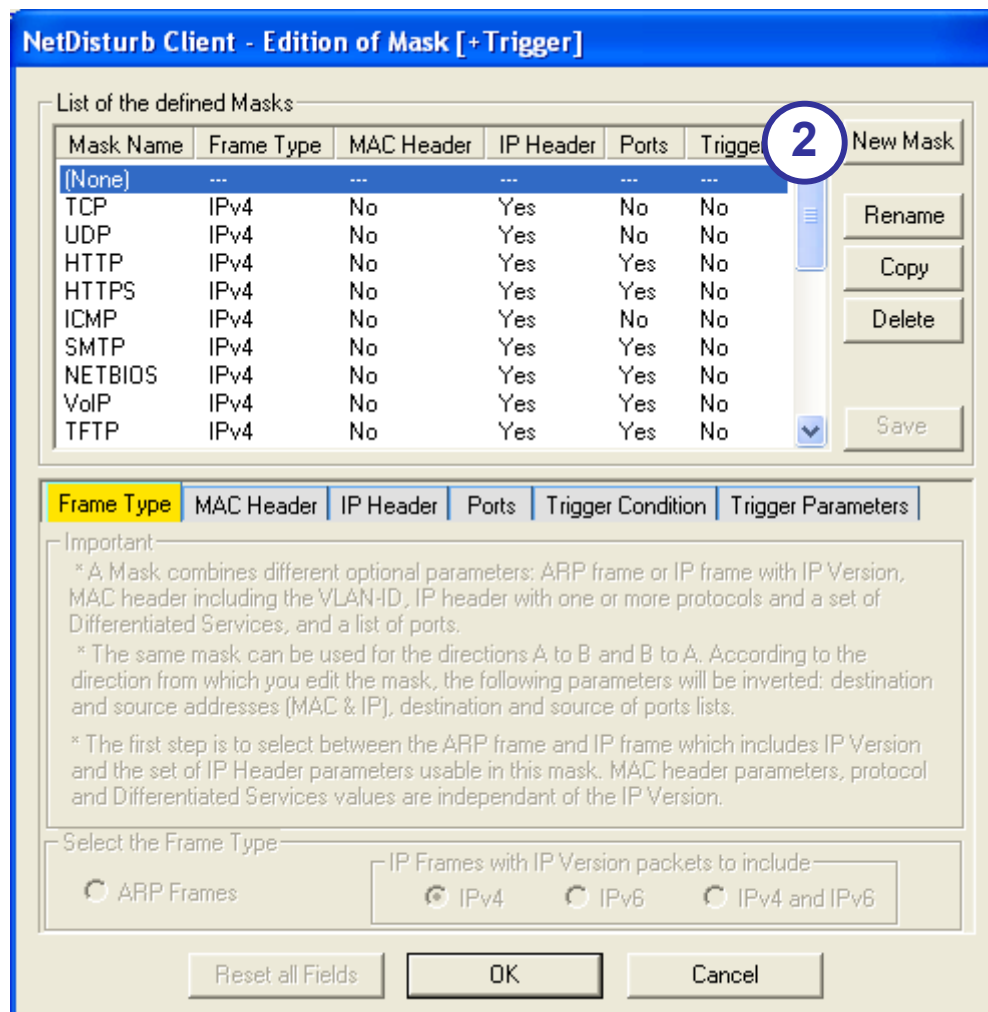 NetDisturb Client - Edition of Mask [+Trigger]
List of the defined Masks
Mask Name Frame Type MAC Header IP Header Ports Trigger
2
New Mask
(None) --- --- --- --- ---
TCP IPv4 No Yes No No
UDP IPv4 No Yes No No
HTTP IPv4 No Yes Yes No
HTTPS IPv4 No Yes Yes No
ICMP IPv4 No Yes No No
SMTP IPv4 No Yes Yes No
NETBIOS IPv4 No Yes Yes No
VoIP IPv4 No Yes Yes No
TFTP IPv4 No Yes Yes No
Rename
Copy
Delete
Save
Frame Type MAC Header IP Header Ports Trigger Condition Trigger Parameters
Important
* A Mask combines different optional parameters: ARP frame or IP frame with IP Version,
MAC header including the VLAN-ID, IP header with one or more protocols and a set of
Differentiated Services, and a list of ports.
* The same mask can be used for the directions A to B and B to A. According to the
direction from which you edit the mask, the following parameters will be inverted: destination
and source addresses (MAC & IP), destination and source of ports lists.
* The first step is to select between the ARP frame and IP frame which includes IP Version
and the set of IP Header parameters usable in this mask. MAC header parameters, protocol
and Differentiated Services values are independant of the IP Version.
Select the Frame Type
IP Frames with IP Version packets to include
ARP Frames
IPv4 IPv6 IPv4 and IPv6
Reset all Fields OK Cancel